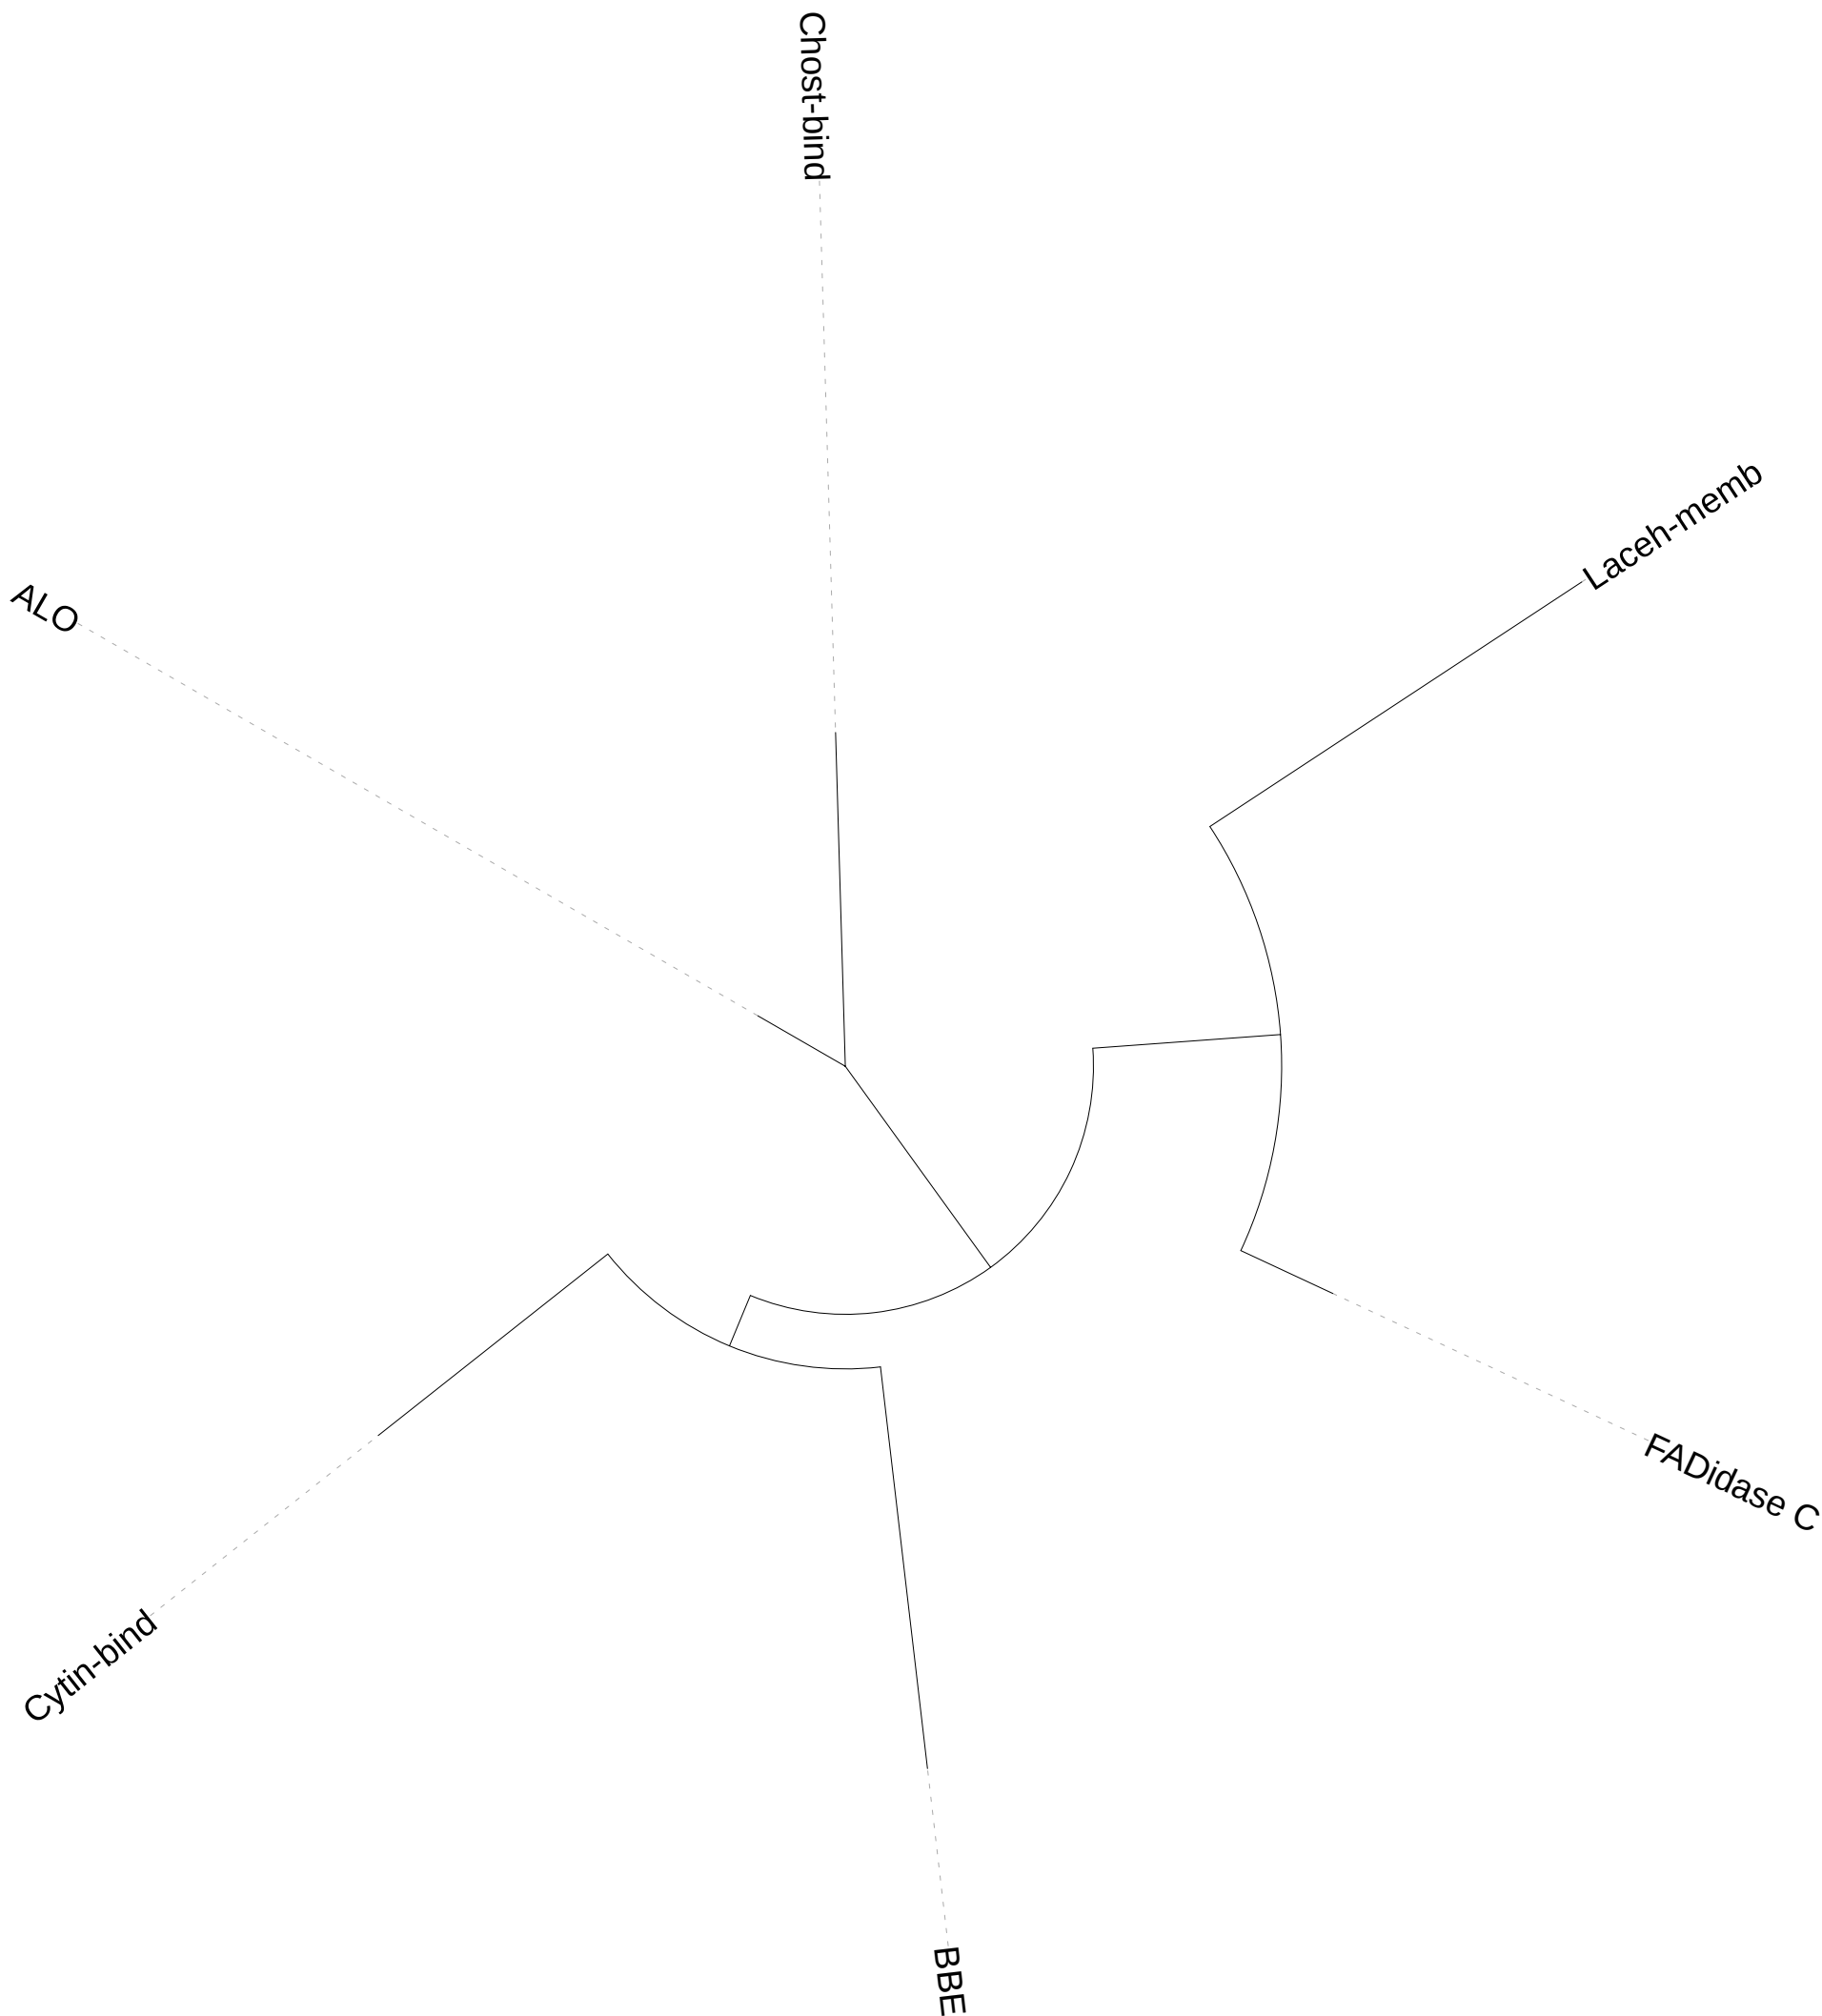 Chost-bind
Laceh-memb
ALO
FADidase C
Cytin-bind
BBE